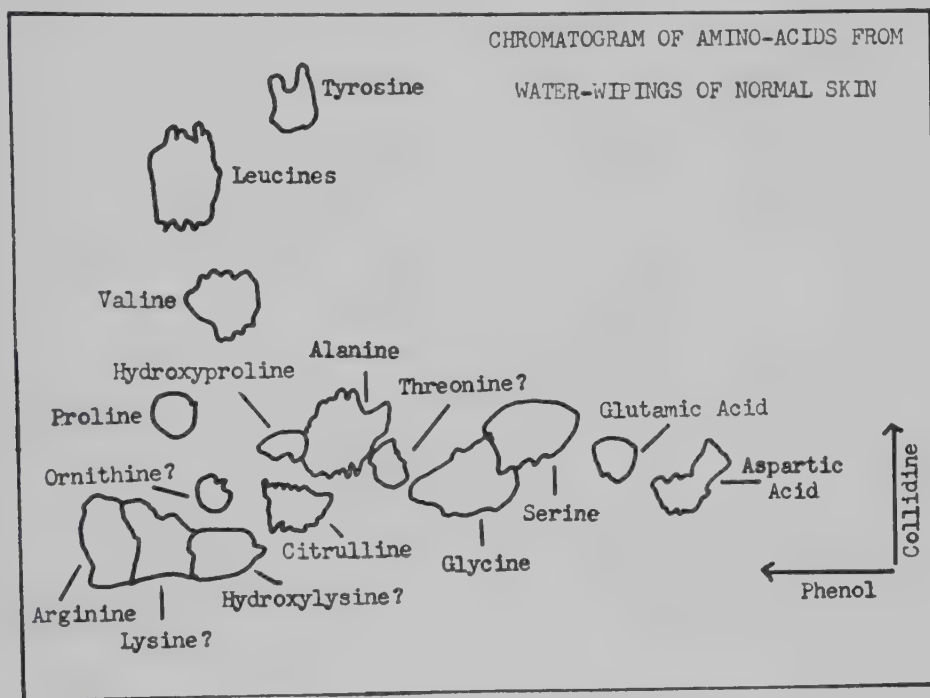 CHROMATOGRAM OF AMINO-ACIDS FROM
WATER-WIPINGS OF NORMAL SKIN
Tyrosine
Leucines
Valine
Alanine
Hydroxyproline
Threonine?
Proline
Glutamic Acid
Ornithine?
Aspartic
Acid
Serine
Citrulline
Glycine
Collidine
Phenol
Hydroxylysine?
Arginine
Lysine?